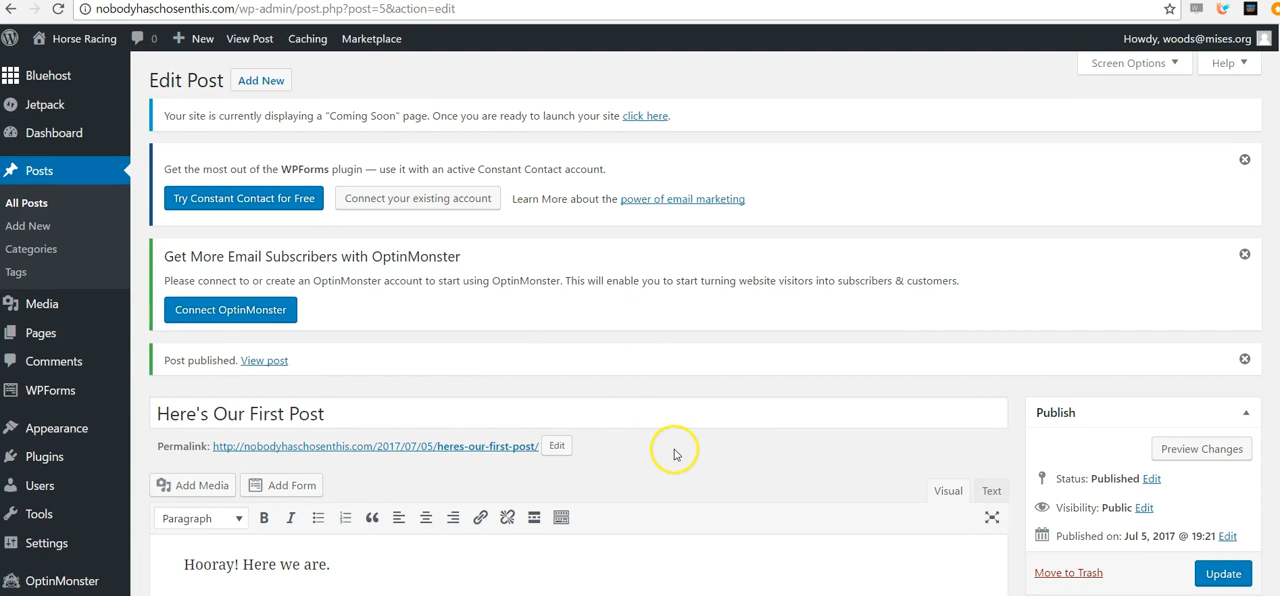 nobodyhaschosenthis.com/wp-admin/post.php?post=5&action=edit
Horse Racing 0 New View Post Caching Marketplace Howdy, woods@mises.org
Bluehost
Jetpack
Dashboard
Posts
All Posts
Add New
Categories
Tags
Media
Pages
Comments
WPForms
Appearance
Plugins
Users
Tools
Settings
OptinMonster
Screen Options Help
Edit Post Add New
Your site is currently displaying a "Coming Soon" page. Once you are ready to launch your site click here.
Get the most out of the WPForms plugin — use it with an active Constant Contact account.
Try Constant Contact for Free Connect your existing account Learn More about the power of email marketing
Get More Email Subscribers with OptinMonster
Please connect to or create an OptinMonster account to start using OptinMonster. This will enable you to start turning website visitors into subscribers & customers.
Connect OptinMonster
Post published. View post
Here's Our First Post
Permalink: http://nobodyhaschosenthis.com/2017/07/05/heres-our-first-post/ Edit
Add Media Add Form Visual Text
Paragraph B I
Hooray! Here we are.
Publish
Preview Changes
Status: Published Edit
Visibility: Public Edit
Published on: Jul 5, 2017 @ 19:21 Edit
Move to Trash Update